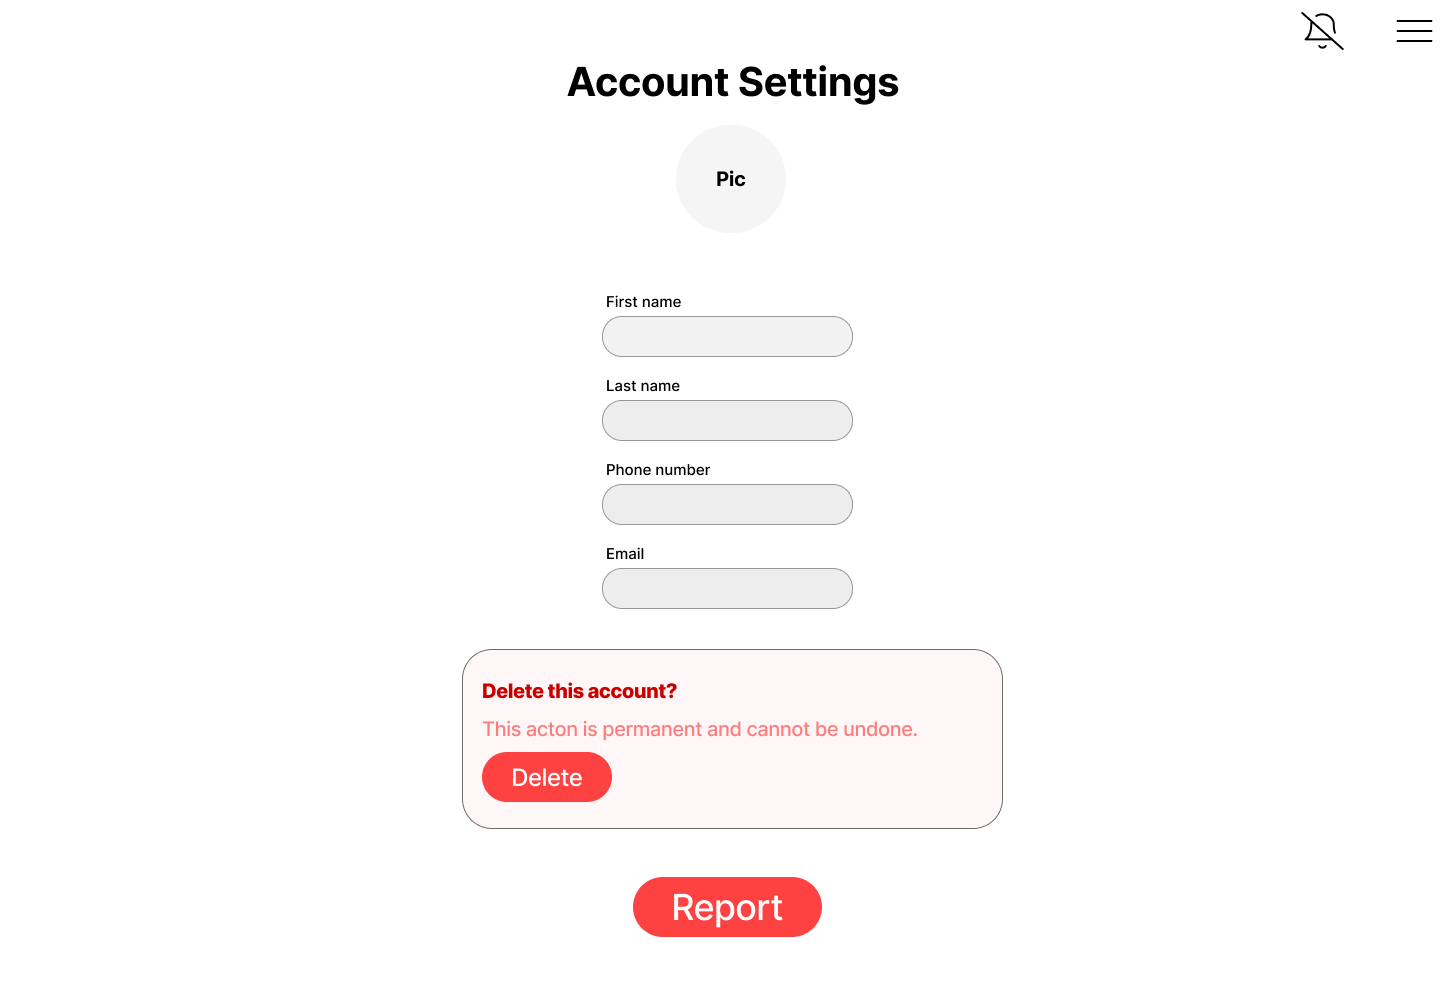 Account Settings
Pic
First name
Last name
Phone number
Email
Delete this account?
This acton is permanent and cannot be undone.
Delete
Report